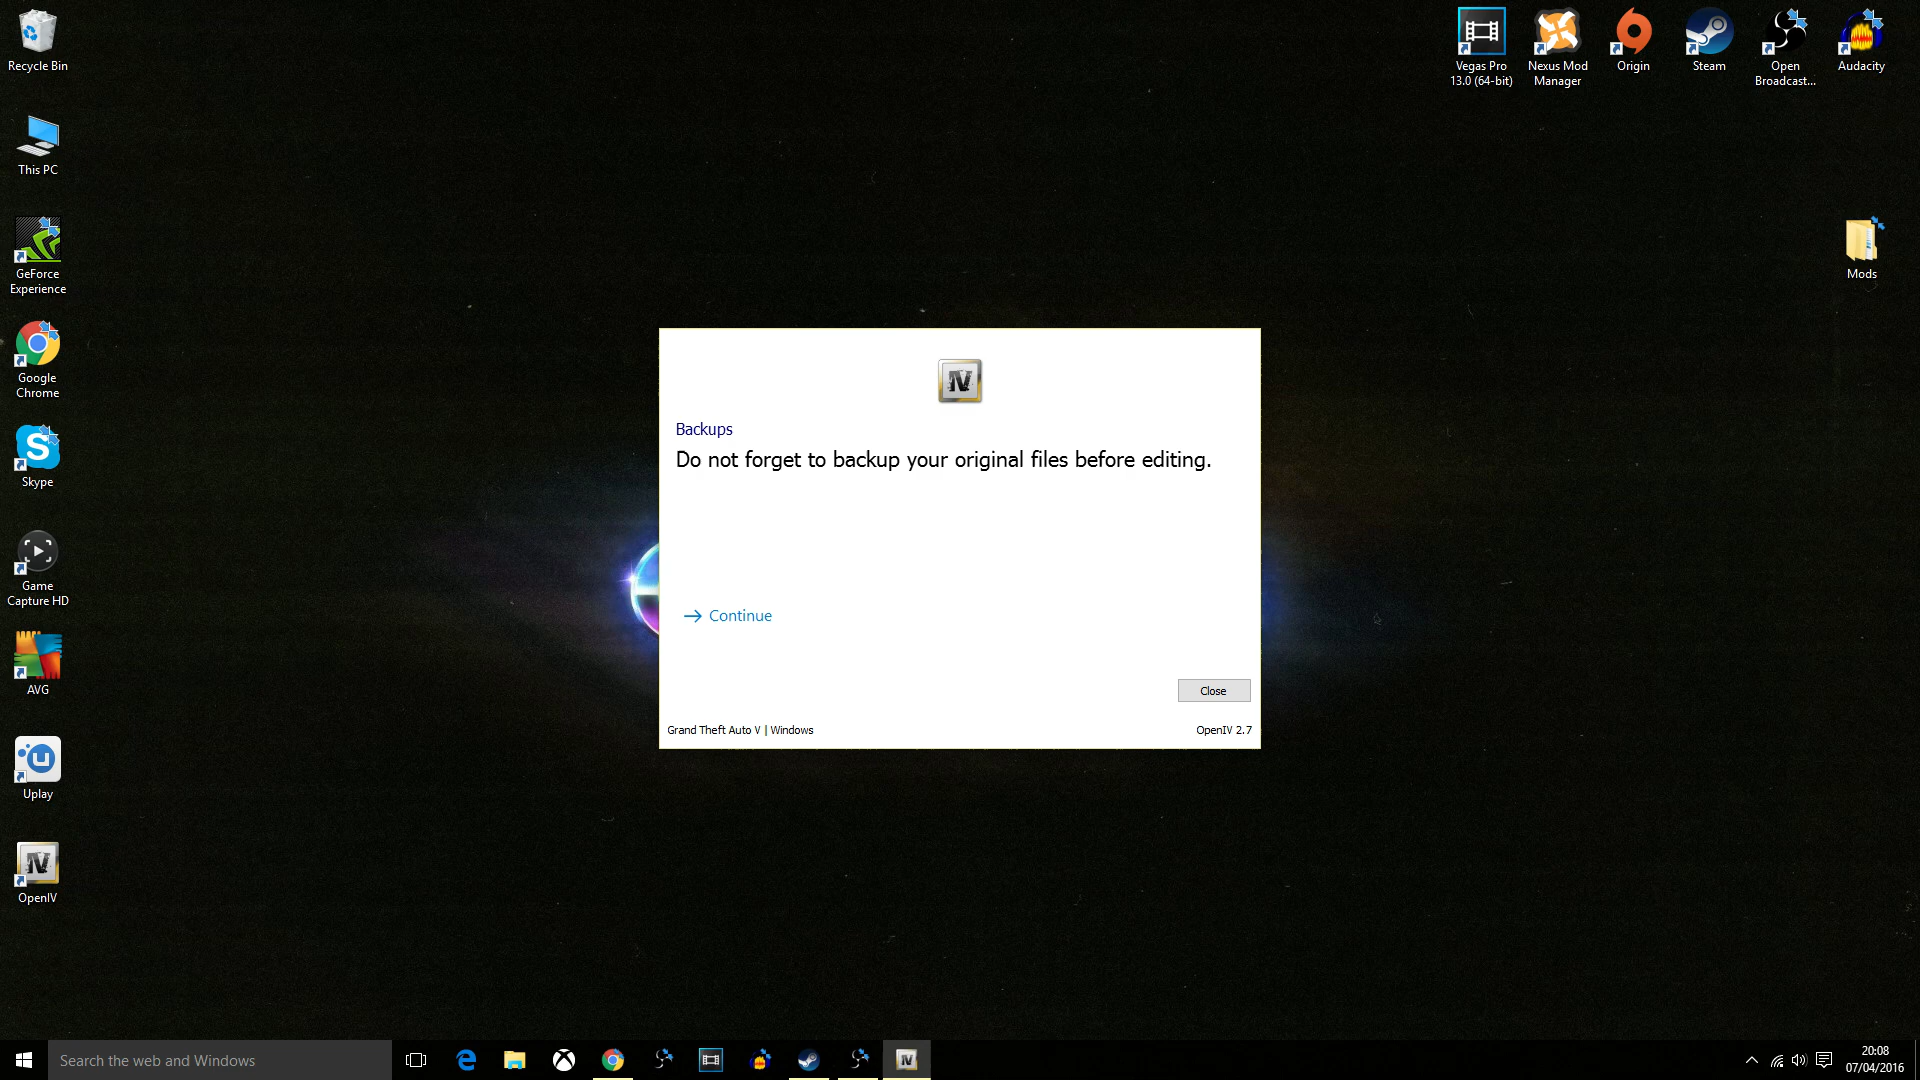 Recycle Bin
This PC
GeForce
Experience
Google
Chrome
Skype
Game
Capture HD
AVG
Uplay
OpenIV
Vegas Pro
13.0 (64-bit)
Nexus Mod
Manager
Origin
Steam
Open
Broadcast...
Audacity
Mods
IV
Backups
Do not forget to backup your original files before editing.
→ Continue
Close
Grand Theft Auto V | Windows
OpenIV 2.7
Search the web and Windows
20:08
07/04/2016